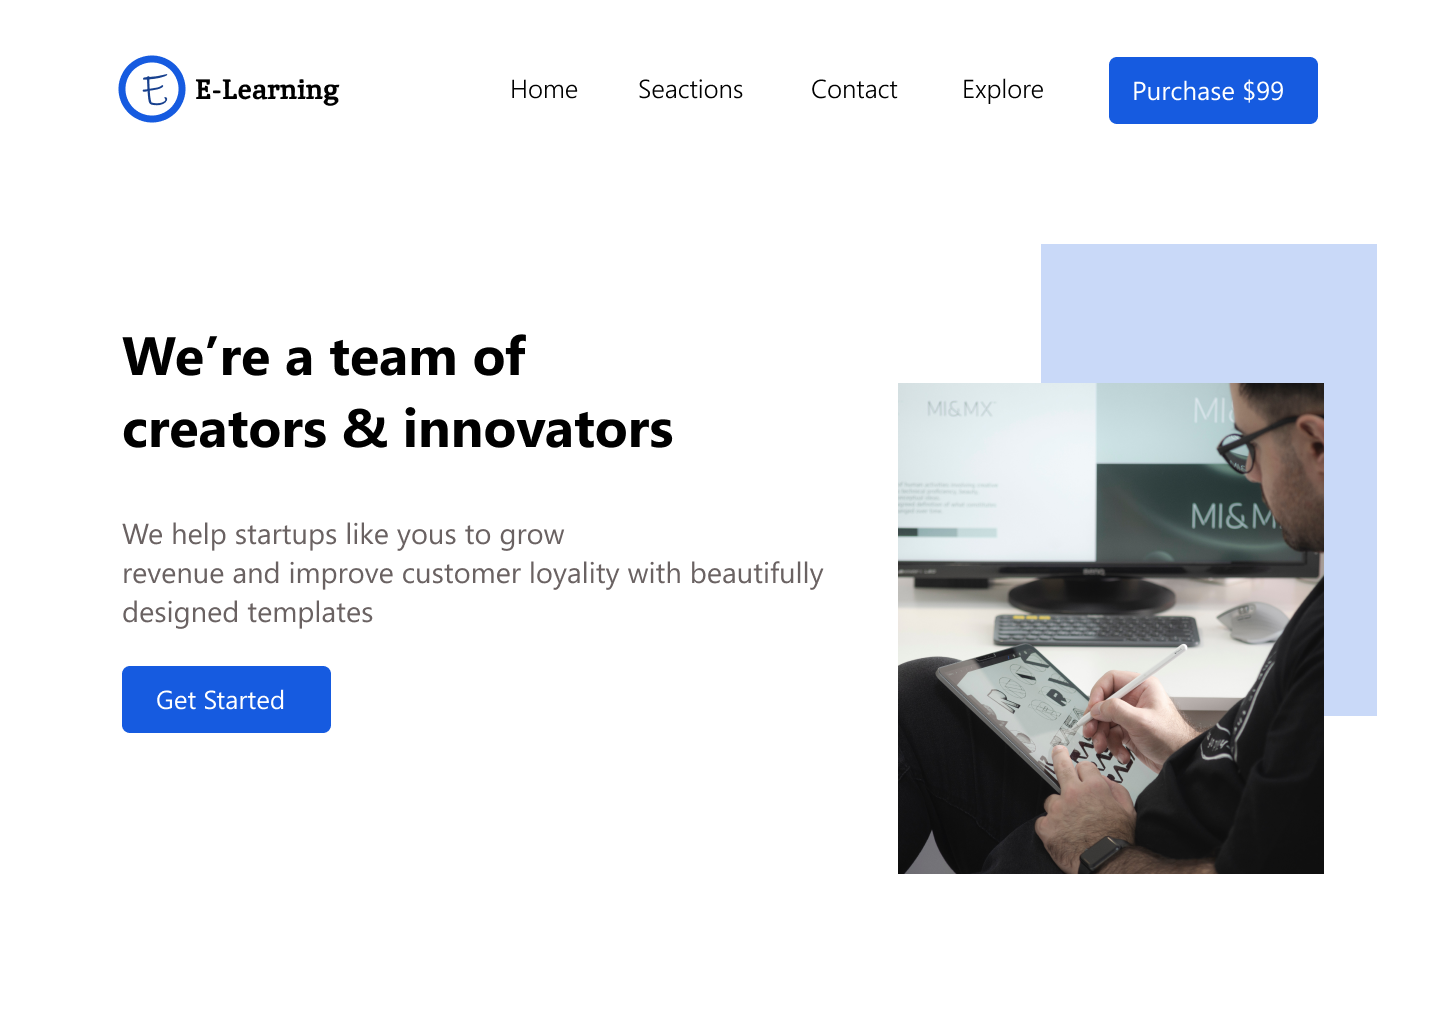 E
E-Learning
Home
Seactions
Contact
Explore
Purchase $99
We’re a team of
creators & innovators
We help startups like yous to grow
revenue and improve customer loyality with beautifully
designed templates
Get Started
MI&MX
MI&M
BenQ